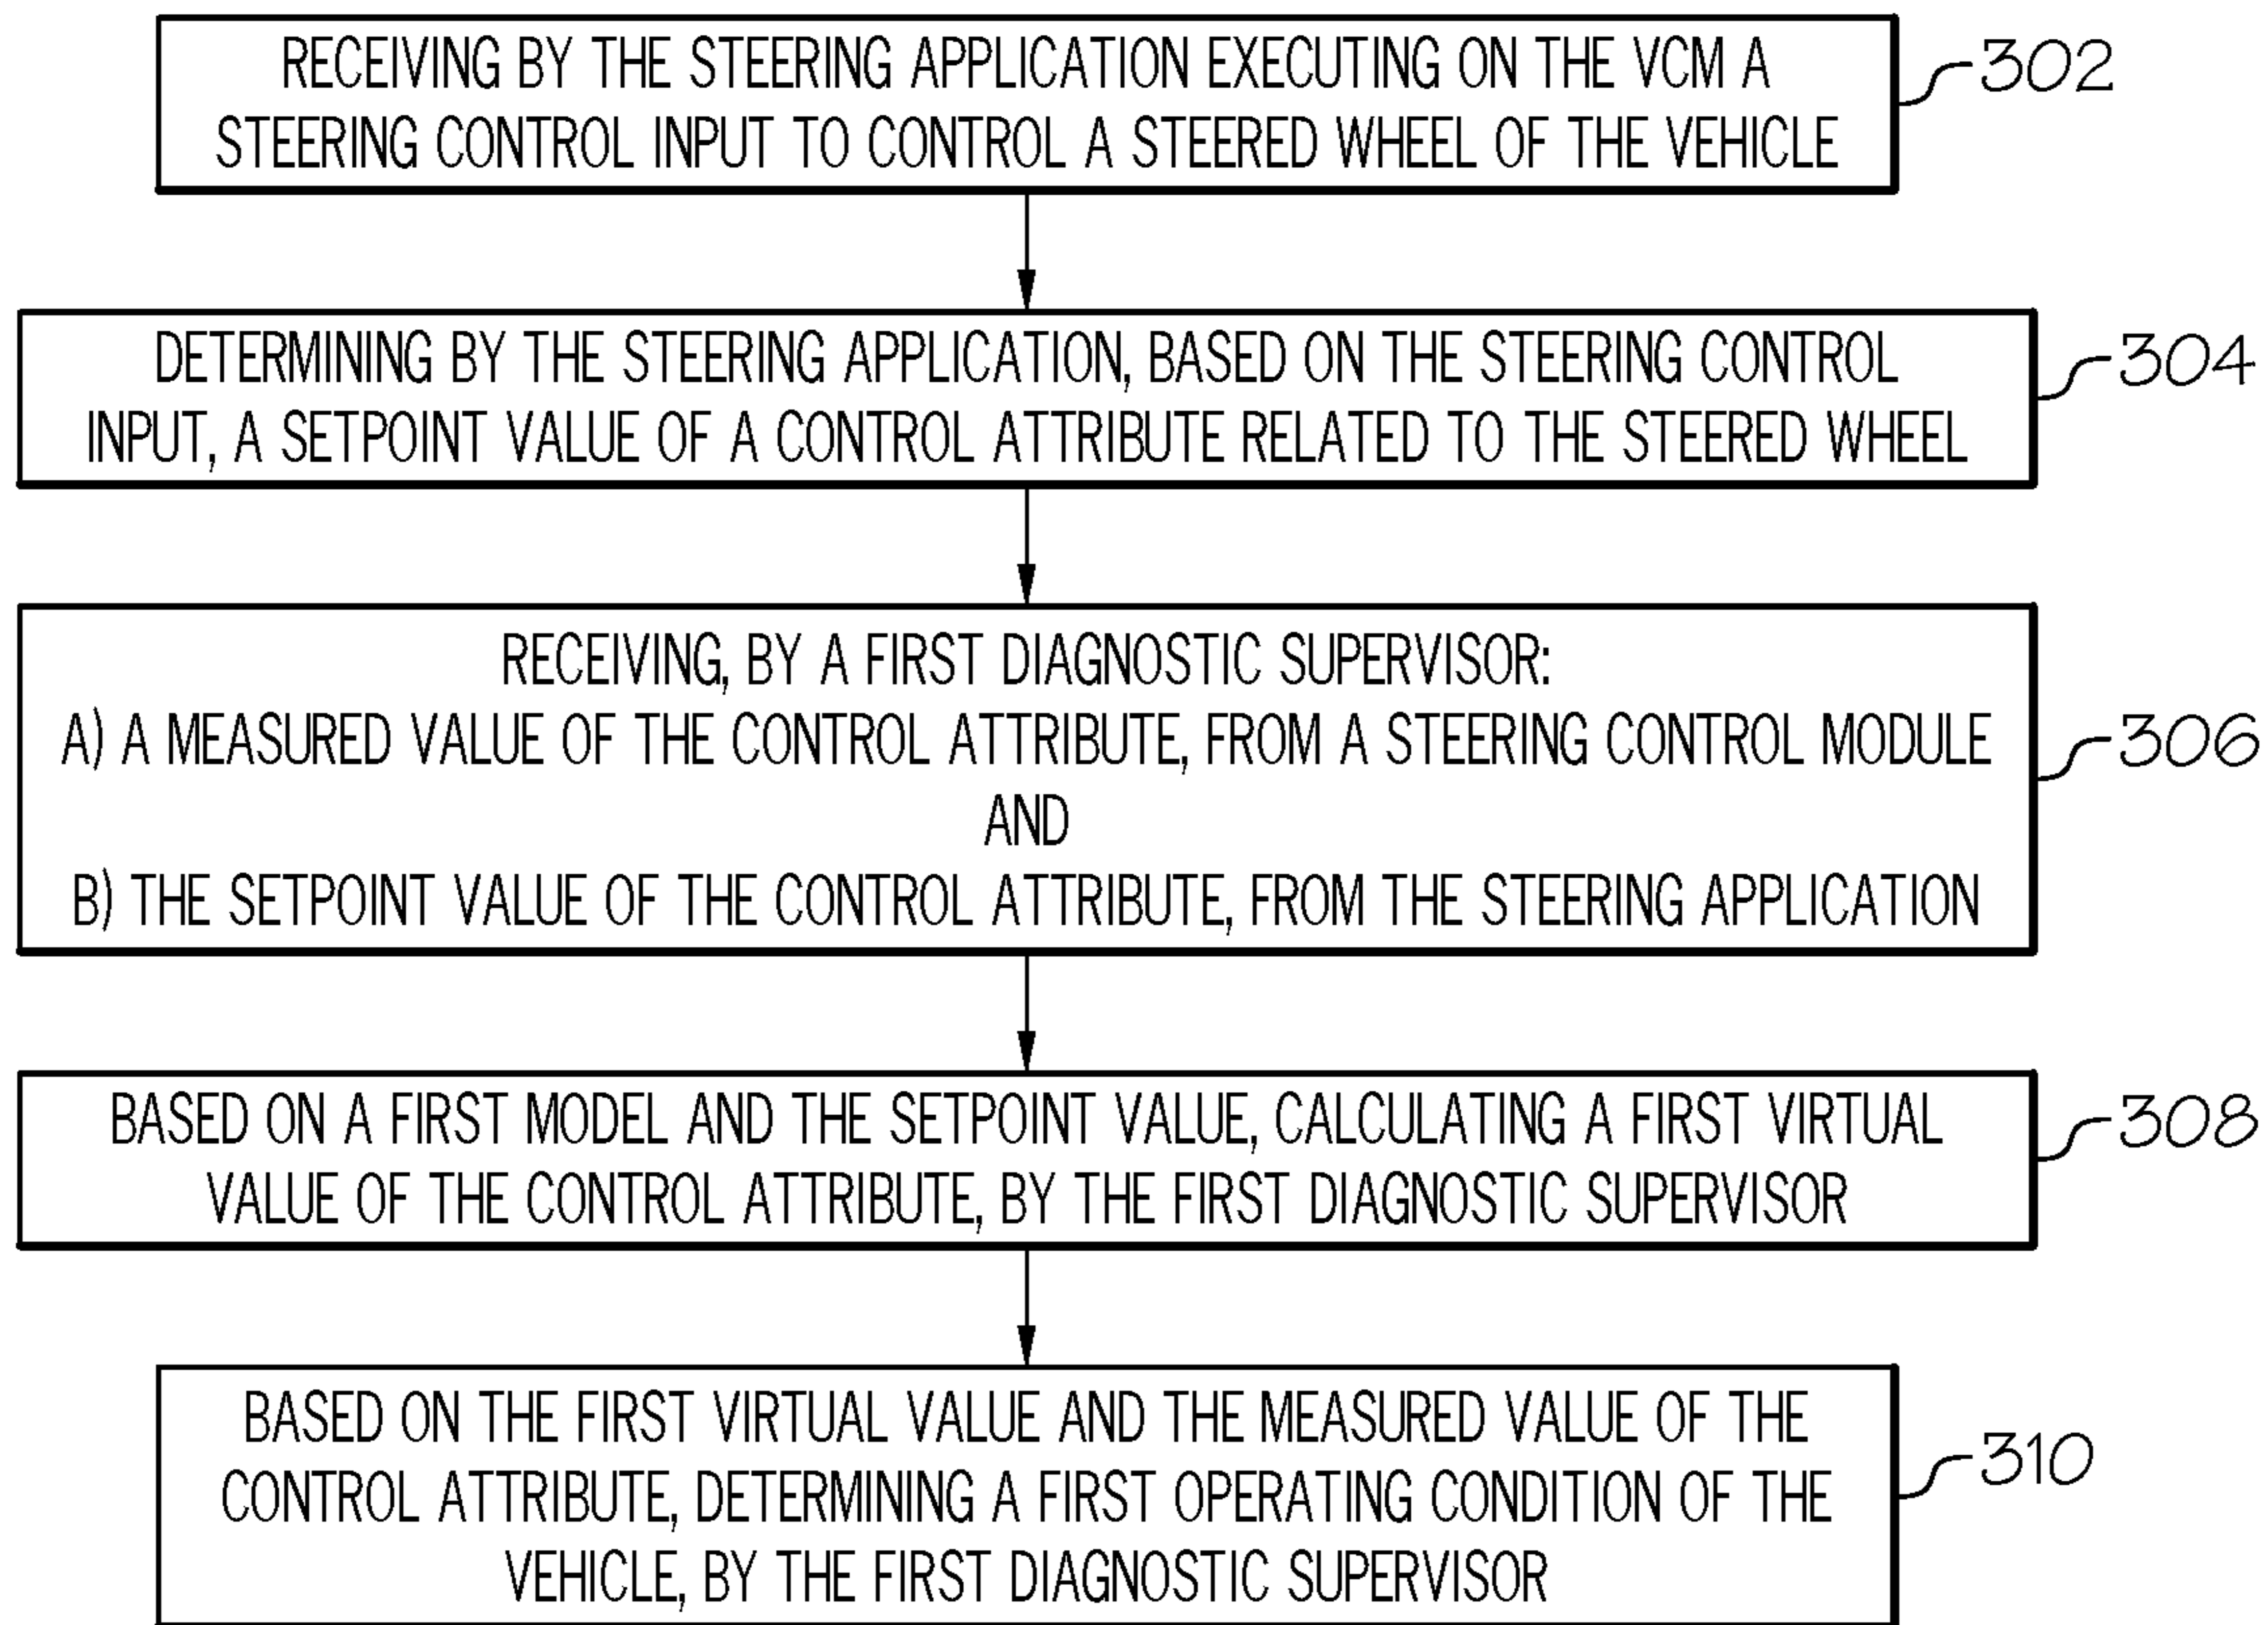 RECEIVING BY THE STEERING APPLICATION EXECUTING ON THE VCM A
STEERING CONTROL INPUT TO CONTROL A STEERED WHEEL OF THE VEHICLE
302
DETERMINING BY THE STEERING APPLICATION, BASED ON THE STEERING CONTROL
INPUT, A SETPOINT VALUE OF A CONTROL ATTRIBUTE RELATED TO THE STEERED WHEEL
304
RECEIVING, BY A FIRST DIAGNOSTIC SUPERVISOR:
A) A MEASURED VALUE OF THE CONTROL ATTRIBUTE, FROM A STEERING CONTROL MODULE
AND
B) THE SETPOINT VALUE OF THE CONTROL ATTRIBUTE, FROM THE STEERING APPLICATION
306
BASED ON A FIRST MODEL AND THE SETPOINT VALUE, CALCULATING A FIRST VIRTUAL
VALUE OF THE CONTROL ATTRIBUTE, BY THE FIRST DIAGNOSTIC SUPERVISOR
308
BASED ON THE FIRST VIRTUAL VALUE AND THE MEASURED VALUE OF THE
CONTROL ATTRIBUTE, DETERMINING A FIRST OPERATING CONDITION OF THE
VEHICLE, BY THE FIRST DIAGNOSTIC SUPERVISOR
310